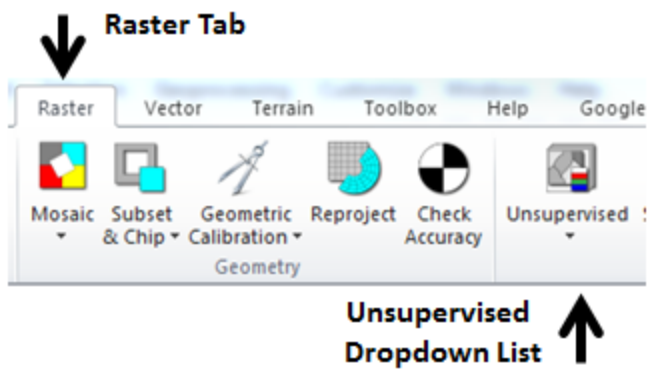 Raster Tab
Raster Vector Terrain Toolbox Help Google
Mosaic Subset Geometric Reproject Check Unsupervised
& Chip Calibration Accuracy
Geometry
Unsupervised
Dropdown List